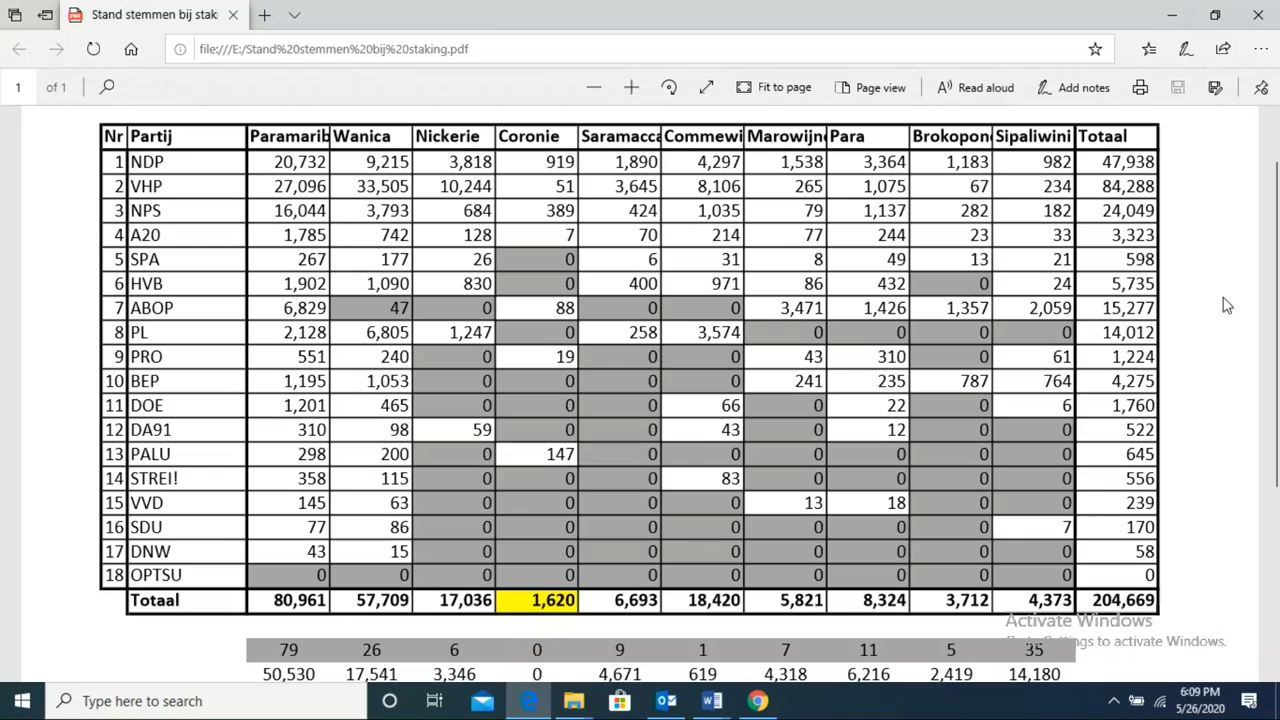 Stand stemmen bij stak
file:///E:/Stand%20stemmen%20bij%20staking.pdf
1 of 1 Fit to page Page view Read aloud Add notes
Nr Partij Paramarib Wanica Nickerie Coronie Saramacca Commewi Marowijne Para Brokopon Sipaliwini Totaal
1 NDP 20,732 9,215 3,818 919 1,890 4,297 1,538 3,364 1,183 982 47,938
2 VHP 27,096 33,505 10,244 51 3,645 8,106 265 1,075 67 234 84,288
3 NPS 16,044 3,793 684 389 424 1,035 79 1,137 282 182 24,049
4 A20 1,785 742 128 7 70 214 77 244 23 33 3,323
5 SPA 267 177 26 0 6 31 8 49 13 21 598
6 HVB 1,902 1,090 830 400 971 86 432 0 24 5,735
7 ABOP 6,829 47 0 88 0 0 3,471 1,426 1,357 2,059 15,277
8 PL 2,128 6,805 1,247 0 258 3,574 0 0 0 0 14,012
9 PRO 551 240 0 19 0 0 43 310 0 61 1,224
10 BEP 1,195 1,053 0 0 0 0 241 235 787 764 4,275
11 DOE 1,201 465 0 0 0 66 0 22 0 6 1,760
12 DA91 310 98 59 0 0 43 0 12 0 0 522
13 PALU 298 200 0 147 0 0 0 0 0 0 645
14 STREI! 358 115 0 0 0 83 0 0 0 0 556
15 VVD 145 63 0 0 0 0 13 18 0 0 239
16 SDU 77 86 0 0 0 0 0 0 0 7 170
17 DNW 43 15 0 0 0 0 0 0 0 0 58
18 OPTSU 0 0 0 0 0 0 0 0 0 0 0
Totaal 80,961 57,709 17,036 1,620 6,693 18,420 5,821 8,324 3,712 4,373 204,669
Activate Windows
to activate Windows.
79 26 6 0 9 1 7 11 5 35
50,530 17,541 3,346 0 4,671 619 4,318 6,216 2,419 14,180
Type here to search
6:09 PM
5/26/2020